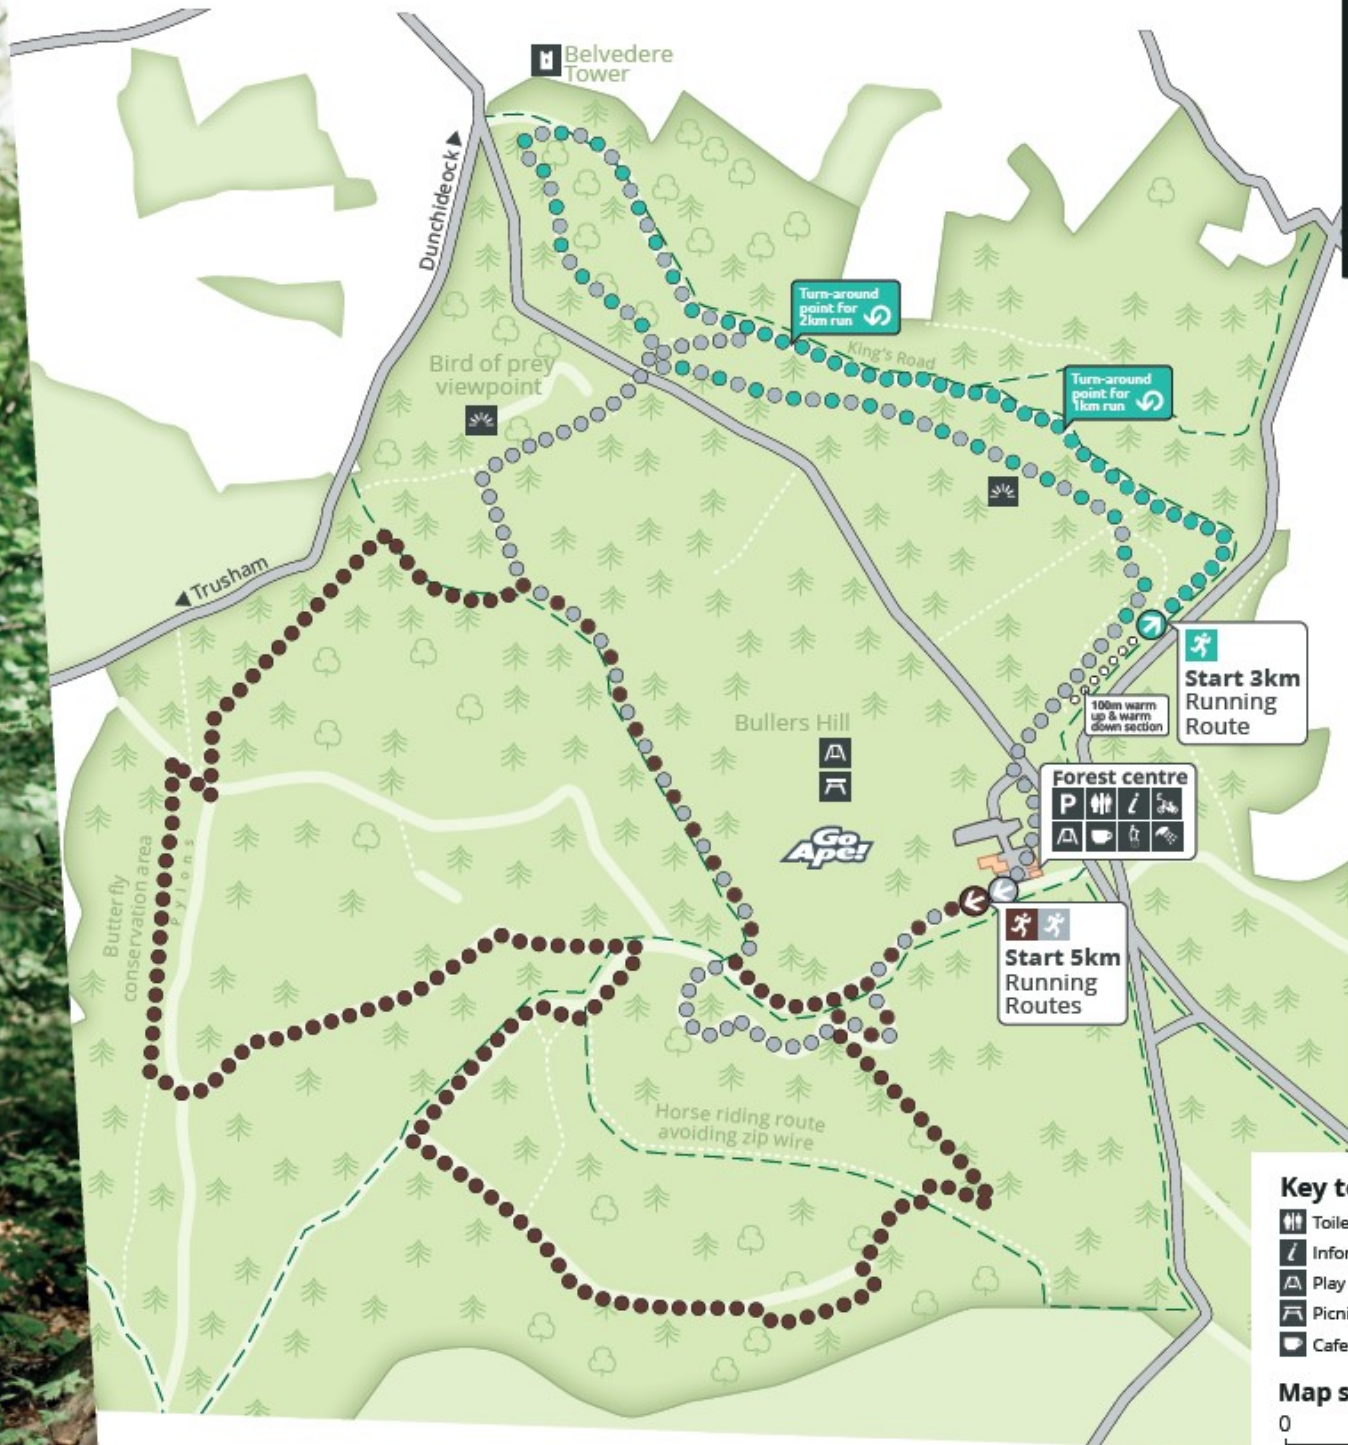 Belvedere
Tower
Dunchideock
Turn-around
point for
2km run
King's Road
Bird of prey
viewpoint
Turn-around
point for
1km run
Trusham
Start 3km
Running
Route
100m warm
up & warm
down section
Bullers Hill
Forest centre
P
i
Go
Ape!
Butterfly
conservation area
Pylons
Start 5km
Running
Routes
Horse riding route
avoiding zip wire
Key t
Toile
i Infor
Play
Picni
Cafe
Map s
0